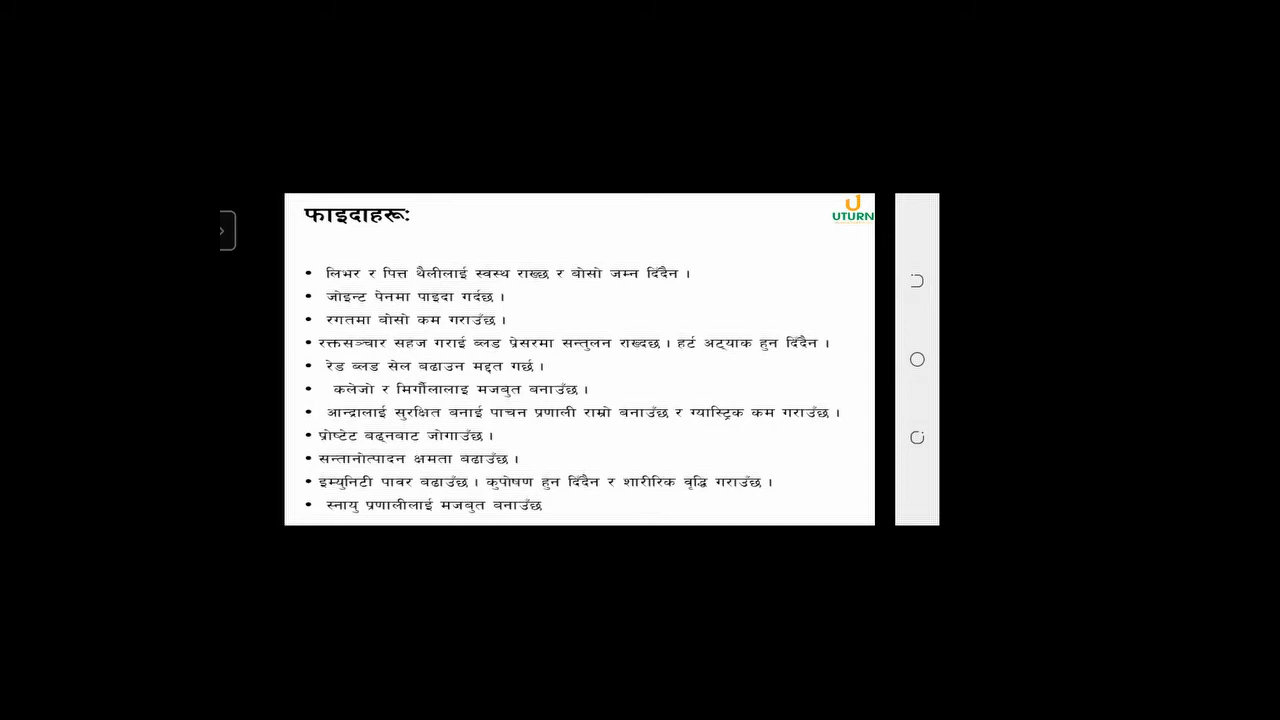 फाइदाहरू:
UTURN
• लिभर र पित्त थैलीलाई स्वस्थ राख्छ र बोसो जम्न दिँदैन ।
• जोइन्ट पेनमा पाइदा गर्दछ ।
• रगतमा बोसो कम गराउँछ ।
• रक्तसञ्चार सहज गराई ब्लड प्रेसरमा सन्तुलन राख्दछ । हर्ट अट्याक हुन दिँदैन ।
• रेड ब्लड सेल बढाउन मद्दत गर्छ ।
• कलेजो र मिर्गौलालाइ मजबुत बनाउँछ ।
• आन्द्रालाई सुरक्षित बनाई पाचन प्रणाली राम्रो बनाउँछ र ग्यास्ट्रिक कम गराउँछ ।
• प्रोष्टेट बढ्नबाट जोगाउँछ ।
• सन्तानोत्पादन क्षमता बढाउँछ ।
• इम्युनिटी पावर बढाउँछ । कुपोषण हुन दिँदैन र शारीरिक वृद्धि गराउँछ ।
• स्नायु प्रणालीलाई मजबुत बनाउँछ